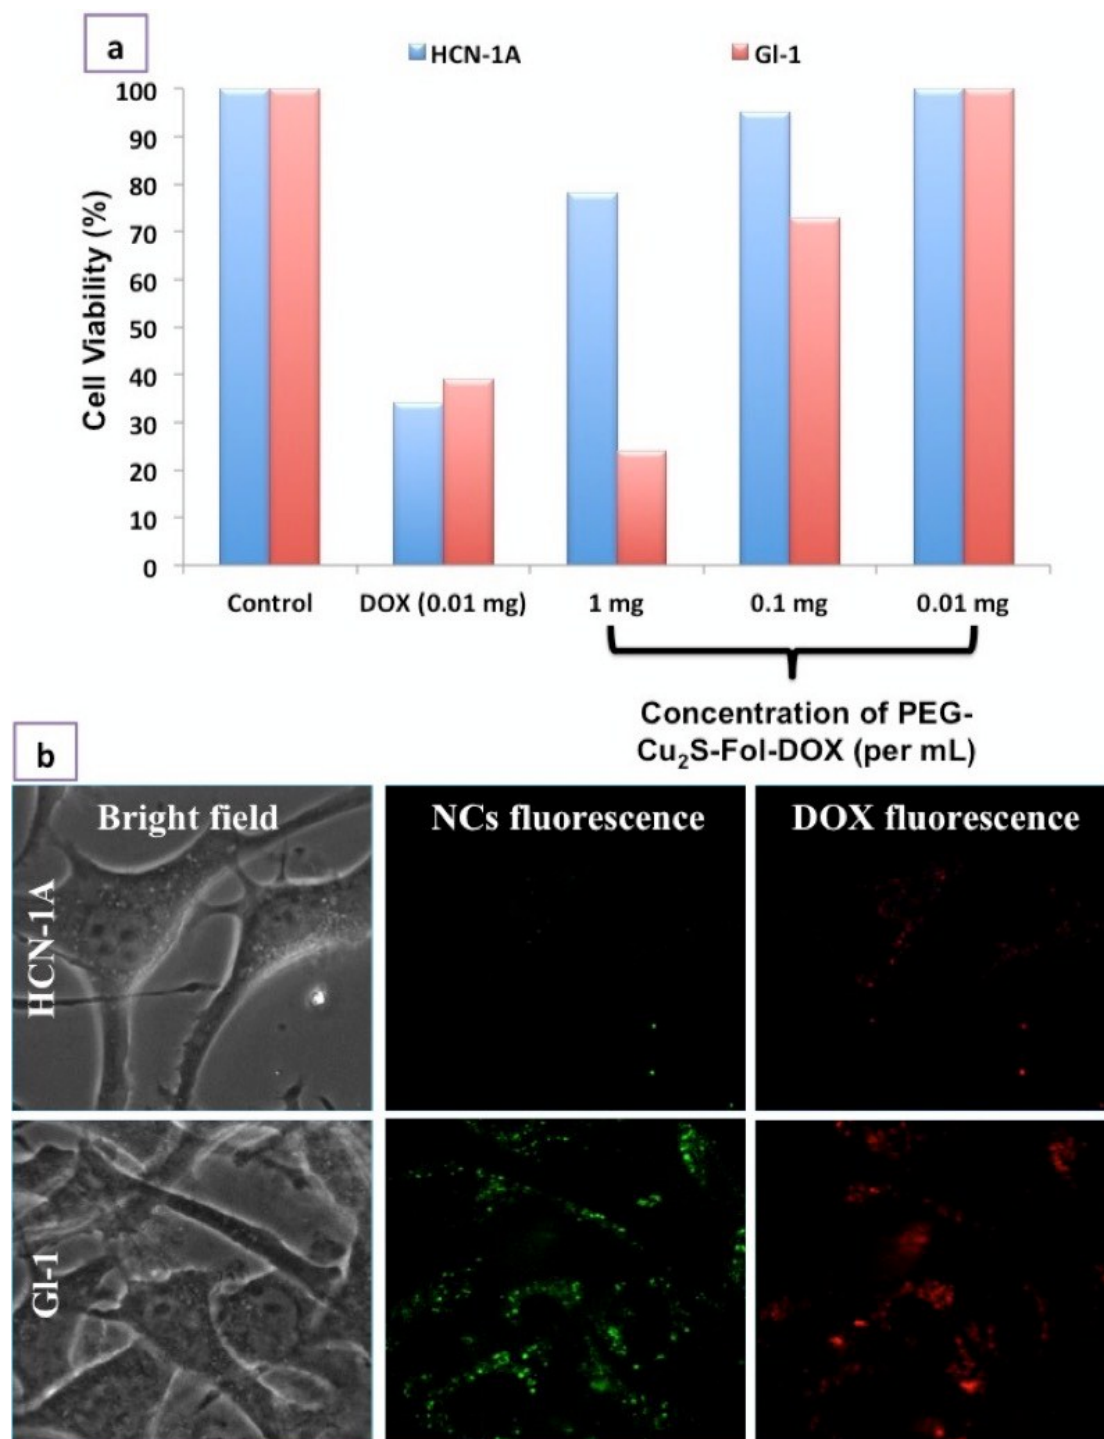 a
HCN-1A Gl-1
Cell Viability (%)
100
90
80
70
60
50
40
30
20
10
0
Control DOX (0.01 mg) 1 mg 0.1 mg 0.01 mg
Concentration of PEG-
Cu₂S-Fol-DOX (per mL)
b
Bright field NCs fluorescence DOX fluorescence
HCN-1A
Gl-1